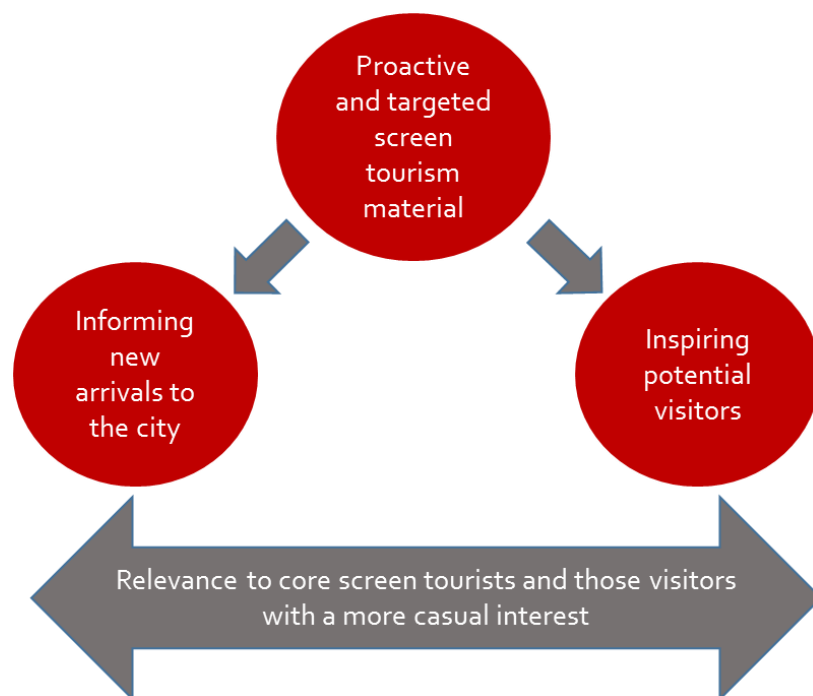 Proactive
and targeted
screen
tourism
material
Informing
new
arrivals to
the city
Inspiring
potential
visitors
Relevance to core screen tourists and those visitors
with a more casual interest